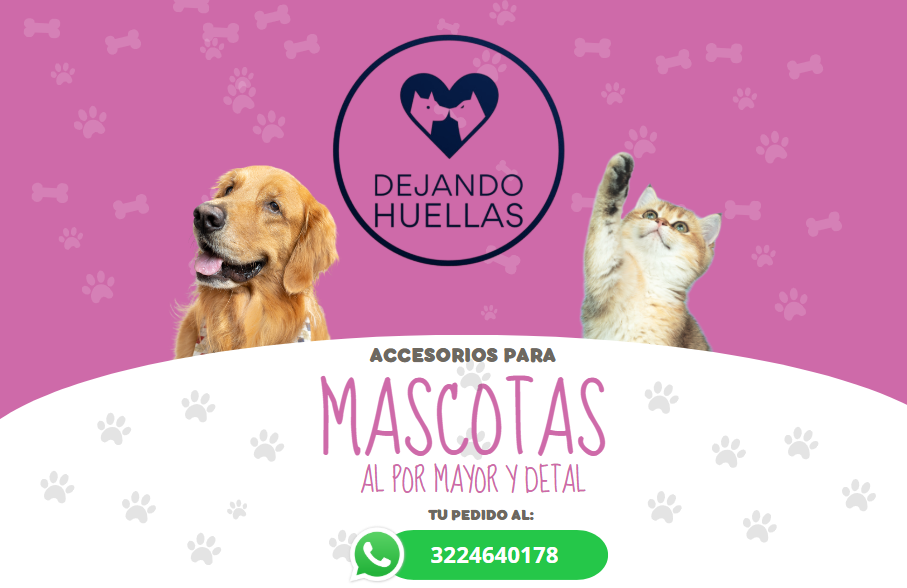 DEJANDO
HUELLAS
ACCESORIOS PARA
MASCOTAS
AL POR MAYOR Y DETAL
TU PEDIDO AL:
3224640178